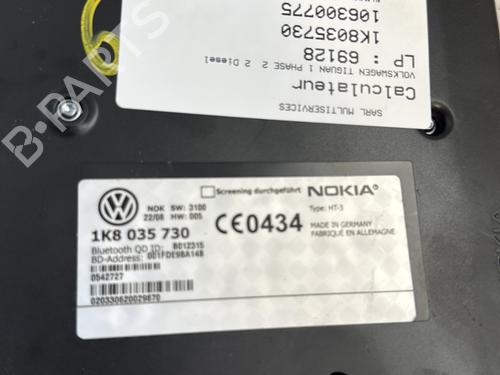 SARL MULTISERVICES
Calculateur
VOLKSWAGEN TIGUAN 1 PHASE 2 2 Diesel
LP : 69128
1K8035730
106300775
B-PARTS
NOK SW: 3100
22/08 HW: 005
1K8 035 730
Bluetooth QD ID: B012315
BD-Address: 001FDE9BA14B
0542727
020330620029870
Screening durchgeführt
NOKIA
Type: HT-3
CE0434
MADE IN GERMANY
FABRIQUÉ EN ALLEMAGNE